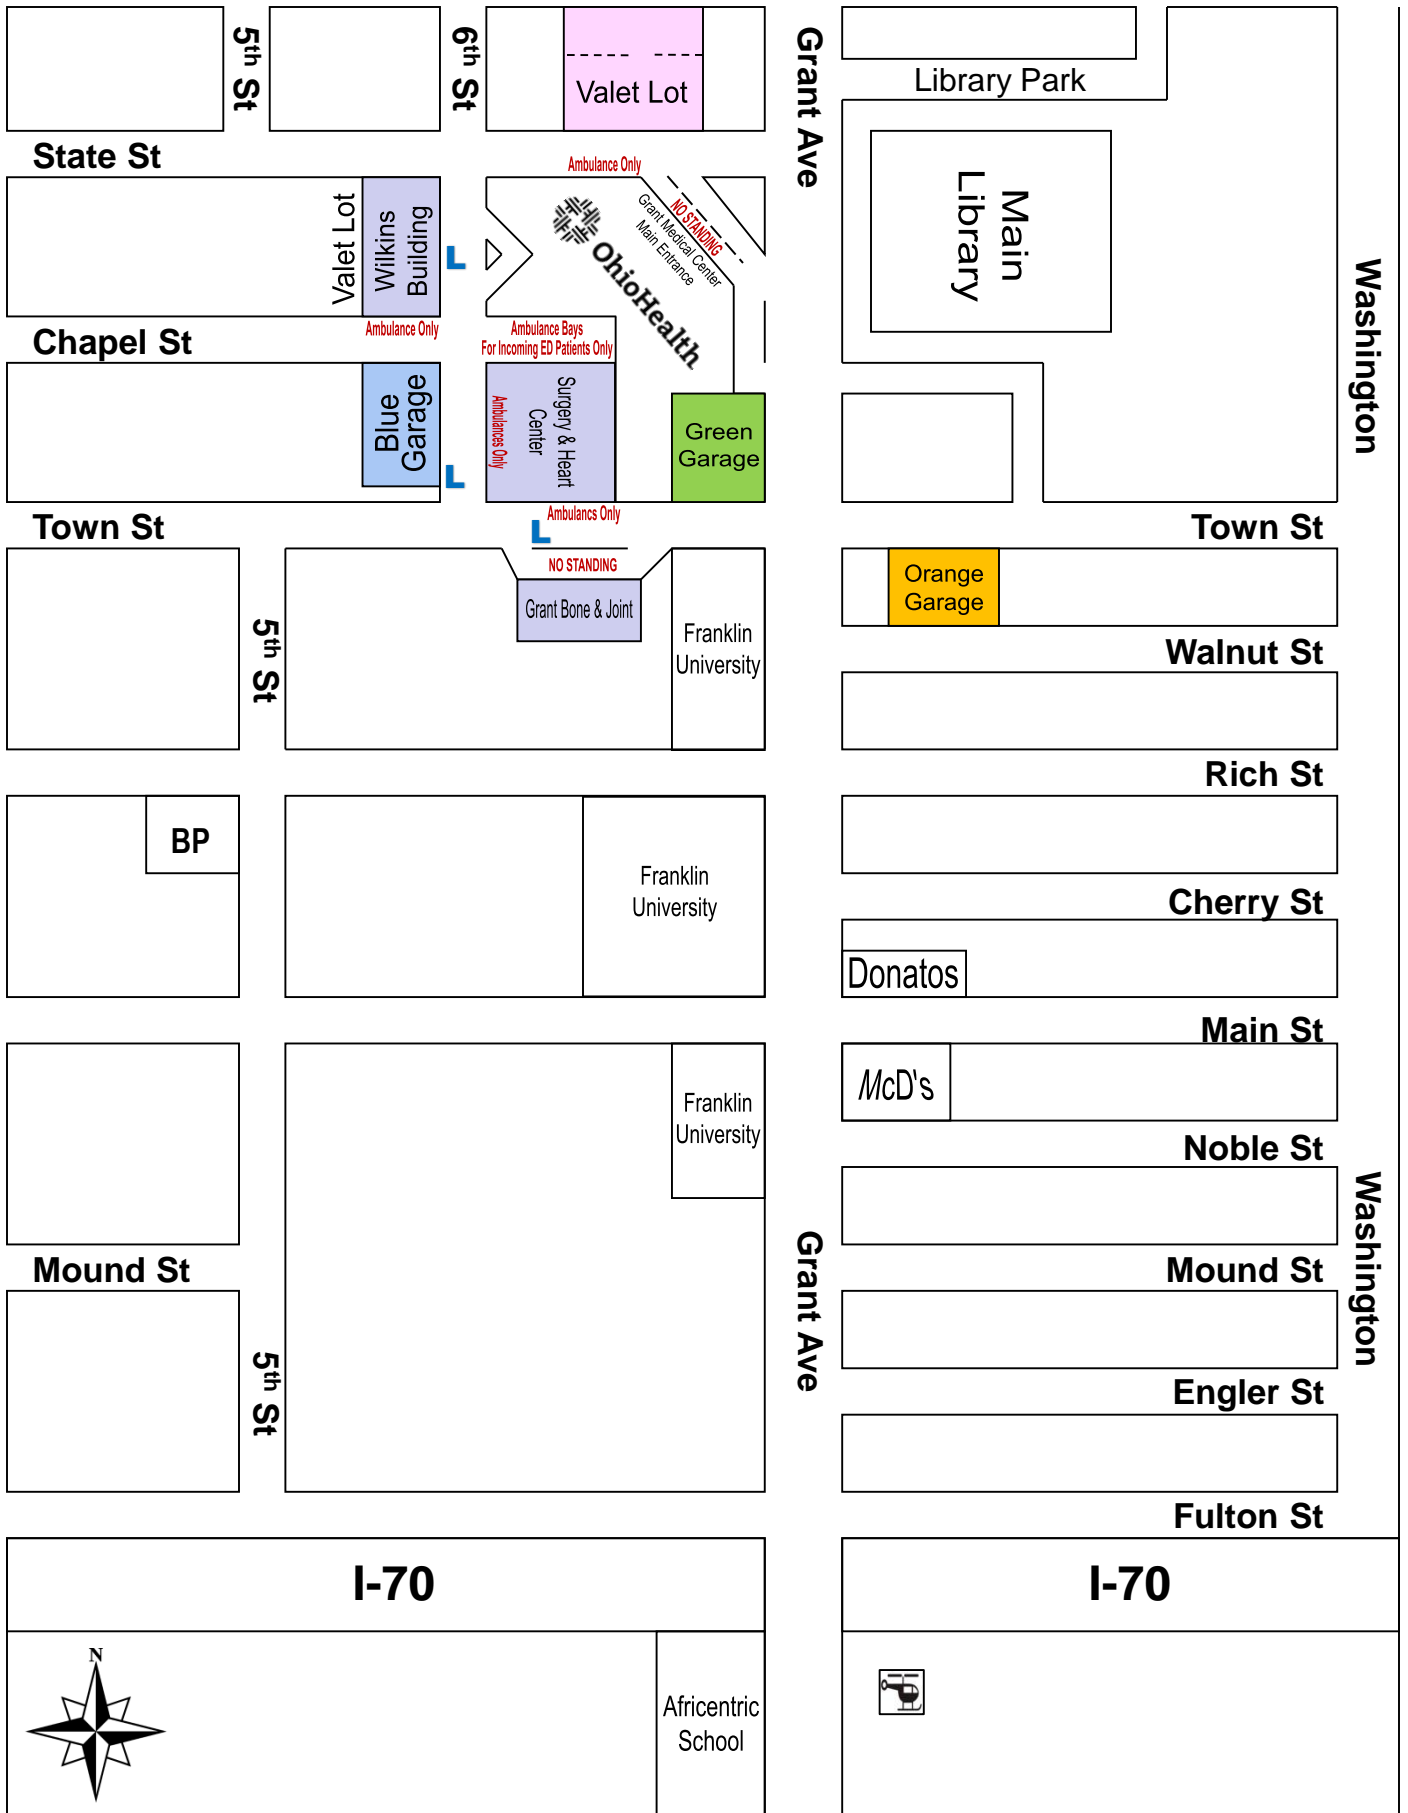 5th St
6th St
Valet Lot
Grant Ave
Library Park
State St
Ambulance Only
Valet Lot
Wilkins
Building
L
OhioHealth
NO STANDING
Grant Medical Center
Main Entrance
Main
Library
Washington
Chapel St
Ambulance Only
Ambulance Bays
For Incoming ED Patients Only
Blue
Garage
L
Ambulances Only
Surgery & Heart
Center
Green
Garage
Town St
L
Ambulancs Only
Town St
NO STANDING
Grant Bone & Joint
5th St
Franklin
University
Orange
Garage
Walnut St
Rich St
BP
Franklin
University
Cherry St
Donatos
Main St
Franklin
University
McD's
Noble St
Mound St
Grant Ave
Mound St
Washington
5th St
Engler St
Fulton St
I-70
I-70
N
Africentric
School